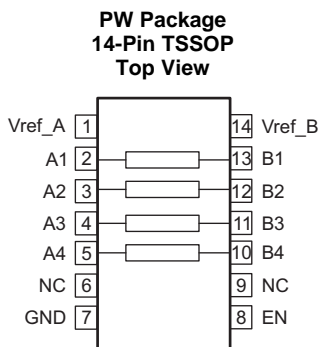 PW Package
14-Pin TSSOP
Top View
Vref_A 1 14 Vref_B
A1 2 13 B1
A2 3 12 B2
A3 4 11 B3
A4 5 10 B4
NC 6 9 NC
GND 7 8 EN